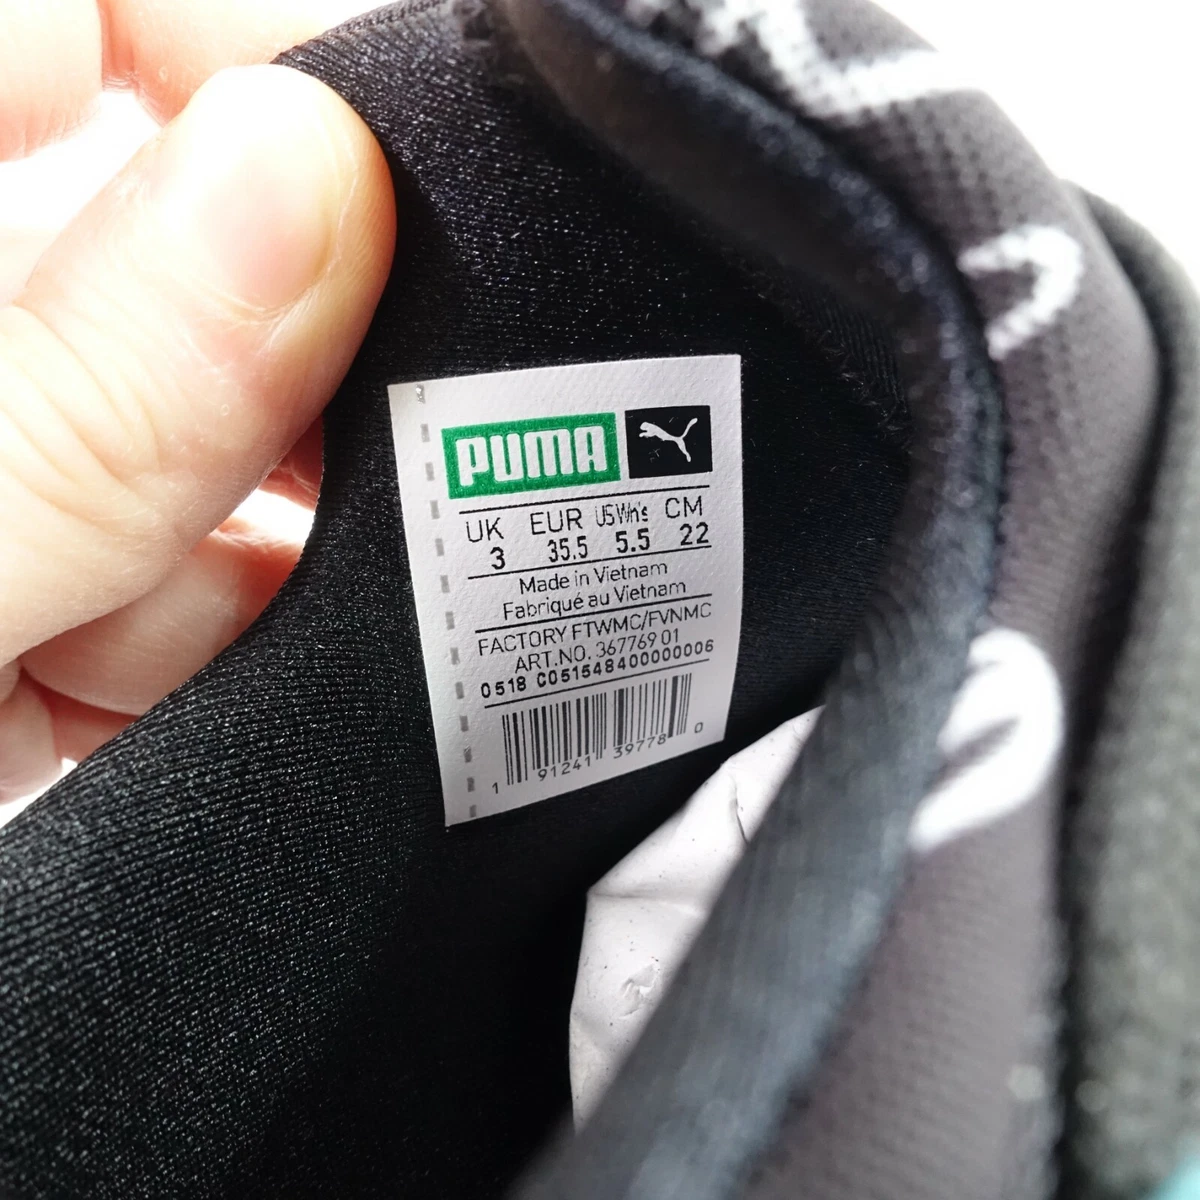 PUMA
UK EUR US Wn's CM
3 35.5 5.5 22
Made in Vietnam
Fabriqué au Vietnam
FACTORY FTWMC/FVNMC
ART.NO. 367769 01
0518 C051548400000006
1 91241 39778 0